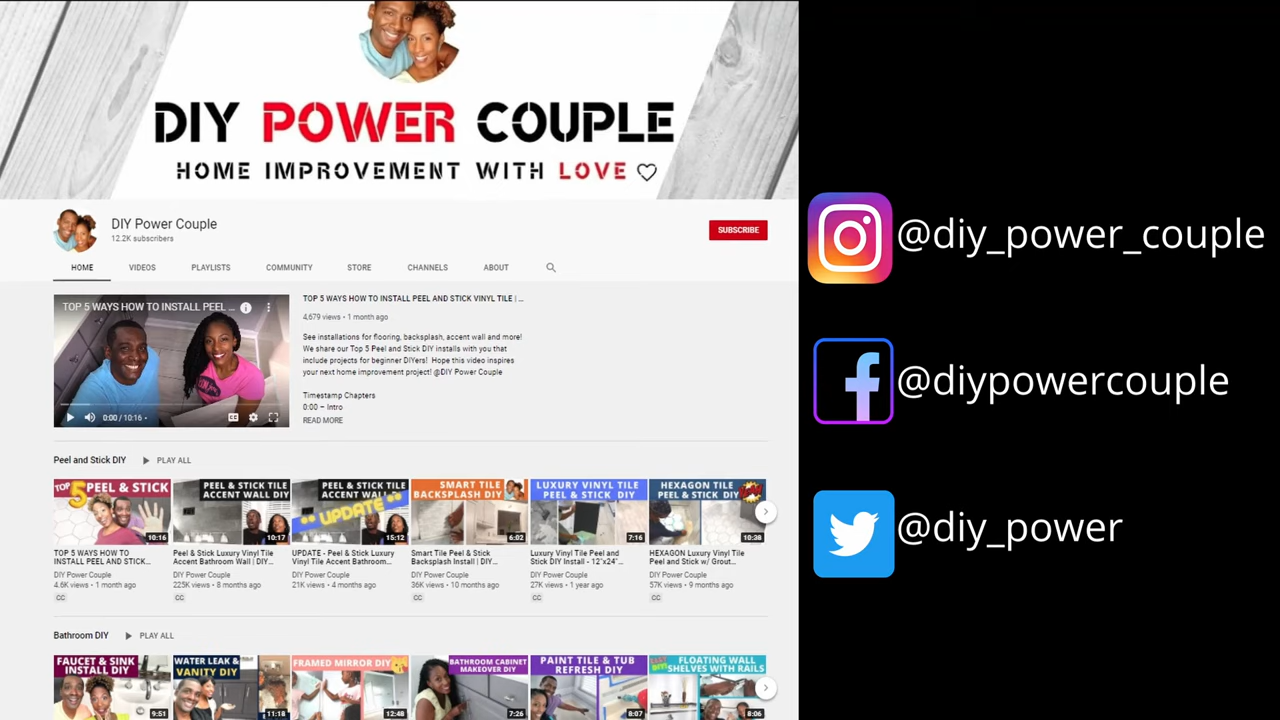 DIY POWER COUPLE
HOME IMPROVEMENT WITH LOVE
DIY Power Couple
12.2K subscribers
SUBSCRIBE
HOME VIDEOS PLAYLISTS COMMUNITY STORE CHANNELS ABOUT
TOP 5 WAYS HOW TO INSTALL PEEL ...
0:00 / 10:16
TOP 5 WAYS HOW TO INSTALL PEEL AND STICK VINYL TILE | ...
4,679 views • 1 month ago
See installations for flooring, backsplash, accent wall and more!
We share our Top 5 Peel and Stick DIY installs with you that
include projects for beginner DIYers! Hope this video inspires
your next home improvement project! @DIY Power Couple
Timestamp Chapters
0:00 – Intro
READ MORE
Peel and Stick DIY PLAY ALL
TOP 5 PEEL & STICK
10:16
TOP 5 WAYS HOW TO
INSTALL PEEL AND STICK...
DIY Power Couple
4.6K views • 1 month ago
CC
PEEL & STICK TILE
ACCENT WALL DIY
10:17
Peel & Stick Luxury Vinyl Tile
Accent Bathroom Wall | DIY...
DIY Power Couple
225K views • 8 months ago
CC
PEEL & STICK TILE
ACCENT WALL
** UPDATE **
15:12
UPDATE - Peel & Stick Luxury
Vinyl Tile Accent Bathroom...
DIY Power Couple
21K views • 4 months ago
SMART TILE
BACKSPLASH DIY
6:02
Smart Tile Peel & Stick
Backsplash Install | DIY...
DIY Power Couple
36K views • 10 months ago
CC
LUXURY VINYL TILE
PEEL & STICK DIY
7:16
Luxury Vinyl Tile Peel and
Stick DIY Install - 12"x24"...
DIY Power Couple
27K views • 1 year ago
CC
HEXAGON TILE
PEEL & STICK DIY
10:38
HEXAGON Luxury Vinyl Tile
Peel and Stick w/ Grout...
DIY Power Couple
57K views • 9 months ago
CC
Bathroom DIY PLAY ALL
FAUCET & SINK
INSTALL DIY
9:51
WATER LEAK &
VANITY DIY
11:18
FRAMED MIRROR DIY
12:48
BATHROOM CABINET
MAKEOVER DIY
7:26
PAINT TILE & TUB
REFRESH DIY
8:07
FLOATING WALL
SHELVES WITH RAILS
8:06
@diy_power_couple
@diypowercouple
@diy_power